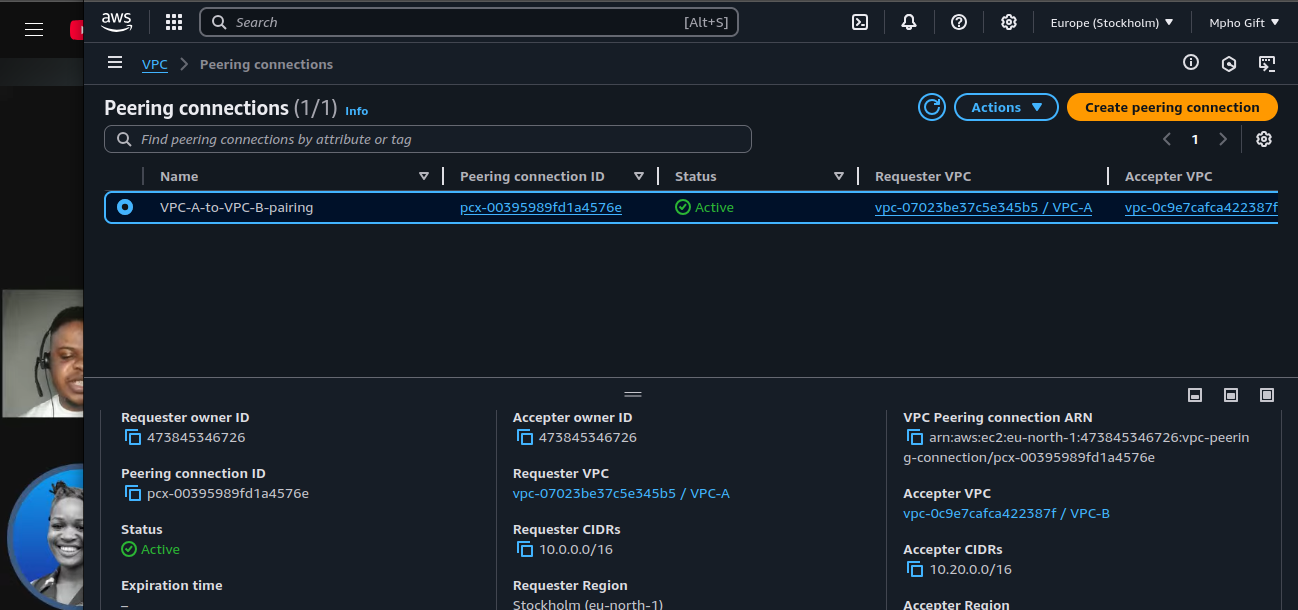 aws
Search
[Alt+S]
Europe (Stockholm)
Mpho Gift
VPC
Peering connections
Peering connections (1/1) Info
Actions
Create peering connection
Find peering connections by attribute or tag
1
Name
Peering connection ID
Status
Requester VPC
Accepter VPC
VPC-A-to-VPC-B-pairing
pcx-00395989fd1a4576e
Active
vpc-07023be37c5e345b5 / VPC-A
vpc-0c9e7cafca422387f
Requester owner ID
473845346726
Peering connection ID
pcx-00395989fd1a4576e
Status
Active
Expiration time
–
Accepter owner ID
473845346726
Requester VPC
vpc-07023be37c5e345b5 / VPC-A
Requester CIDRs
10.0.0.0/16
Requester Region
Stockholm (eu-north-1)
VPC Peering connection ARN
arn:aws:ec2:eu-north-1:473845346726:vpc-peerin
g-connection/pcx-00395989fd1a4576e
Accepter VPC
vpc-0c9e7cafca422387f / VPC-B
Accepter CIDRs
10.20.0.0/16
Accepter Region